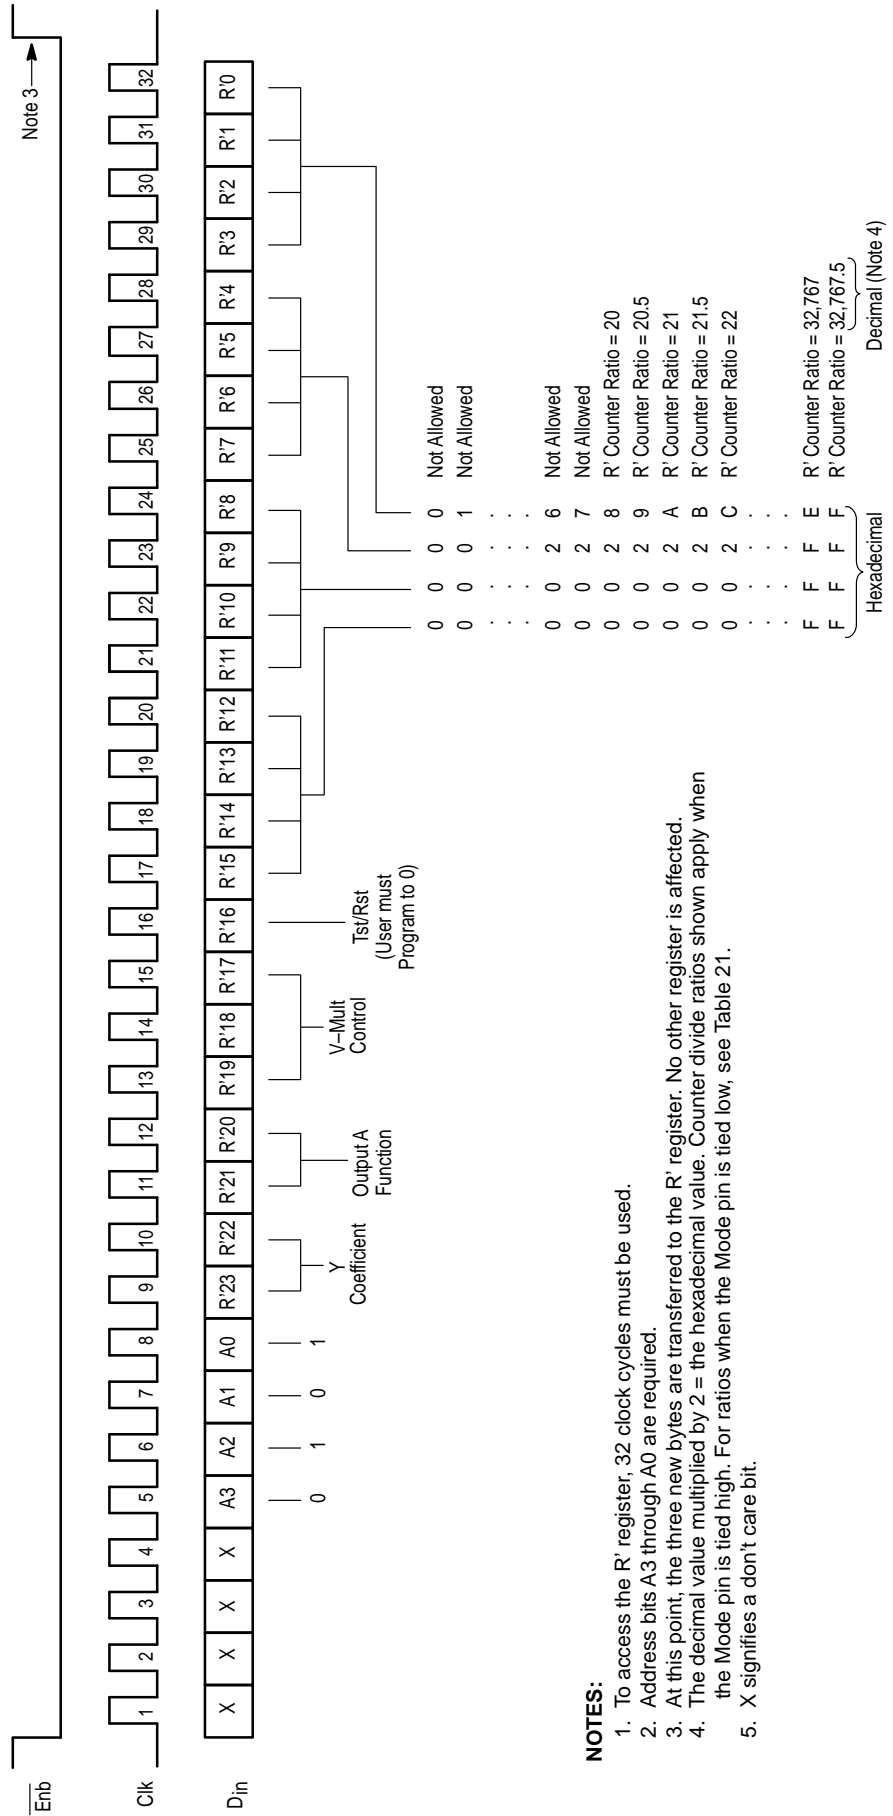 Enb
Note 3
Clk
1 2 3 4 5 6 7 8 9 10 11 12 13 14 15 16 17 18 19 20 21 22 23 24 25 26 27 28 29 30 31 32
Din
X X X X A3 A2 A1 A0 R'23 R'22 R'21 R'20 R'19 R'18 R'17 R'16 R'15 R'14 R'13 R'12 R'11 R'10 R'9 R'8 R'7 R'6 R'5 R'4 R'3 R'2 R'1 R'0
0 1 0 1
Y
Coefficient
Output A
Function
V–Mult
Control
Tst/Rst
(User must
Program to 0)
0 0 0 0 Not Allowed
0 0 0 1 Not Allowed
. . . .
. . . .
. . . .
0 0 2 6 Not Allowed
0 0 2 7 Not Allowed
0 0 2 8 R' Counter Ratio = 20
0 0 2 9 R' Counter Ratio = 20.5
0 0 2 A R' Counter Ratio = 21
0 0 2 B R' Counter Ratio = 21.5
0 0 2 C R' Counter Ratio = 22
. . . .
. . . .
. . . .
F F F E R' Counter Ratio = 32,767
F F F F R' Counter Ratio = 32,767.5
Hexadecimal
Decimal (Note 4)
NOTES:
1. To access the R' register, 32 clock cycles must be used.
2. Address bits A3 through A0 are required.
3. At this point, the three new bytes are transferred to the R' register. No other register is affected.
4. The decimal value multiplied by 2 = the hexadecimal value. Counter divide ratios shown apply when
the Mode pin is tied high. For ratios when the Mode pin is tied low, see Table 21.
5. X signifies a don't care bit.